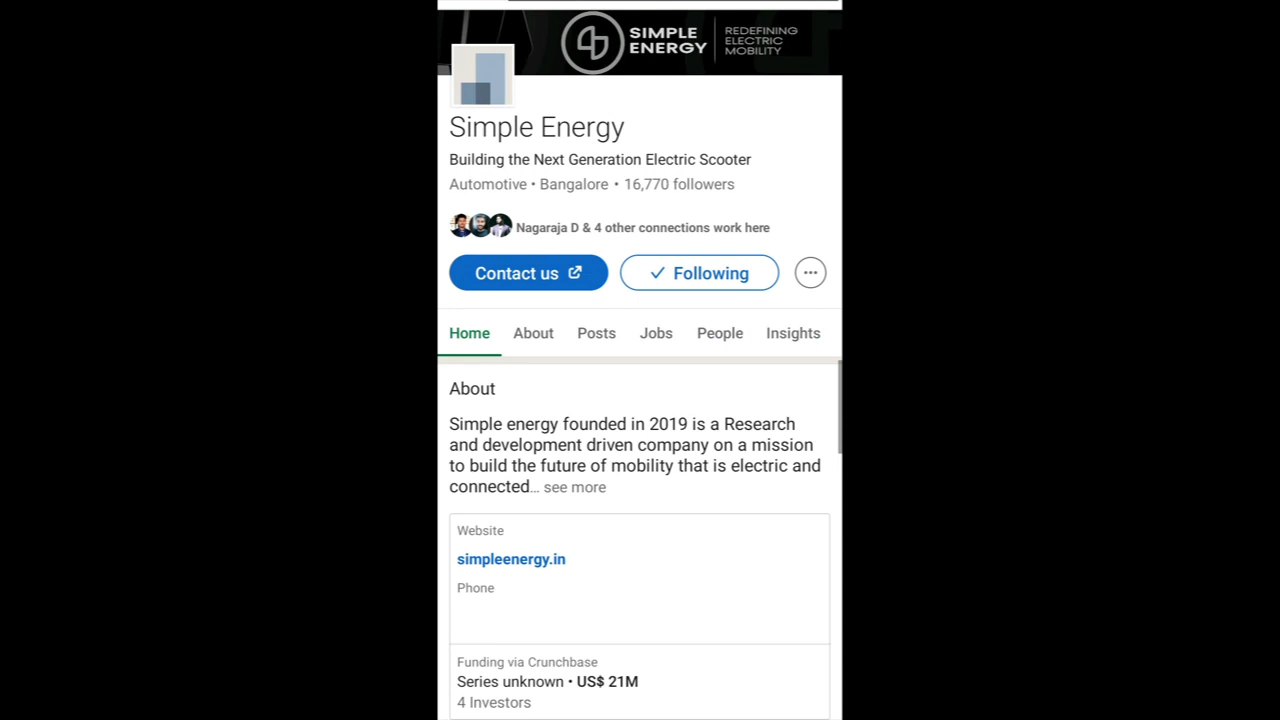 SIMPLE
ENERGY
REDEFINING
ELECTRIC
MOBILITY
Simple Energy
Building the Next Generation Electric Scooter
Automotive • Bangalore • 16,770 followers
Nagaraja D & 4 other connections work here
Contact us
Following
Home About Posts Jobs People Insights
About
Simple energy founded in 2019 is a Research
and development driven company on a mission
to build the future of mobility that is electric and
connected... see more
Website
simpleenergy.in
Phone
Funding via Crunchbase
Series unknown • US$ 21M
4 Investors